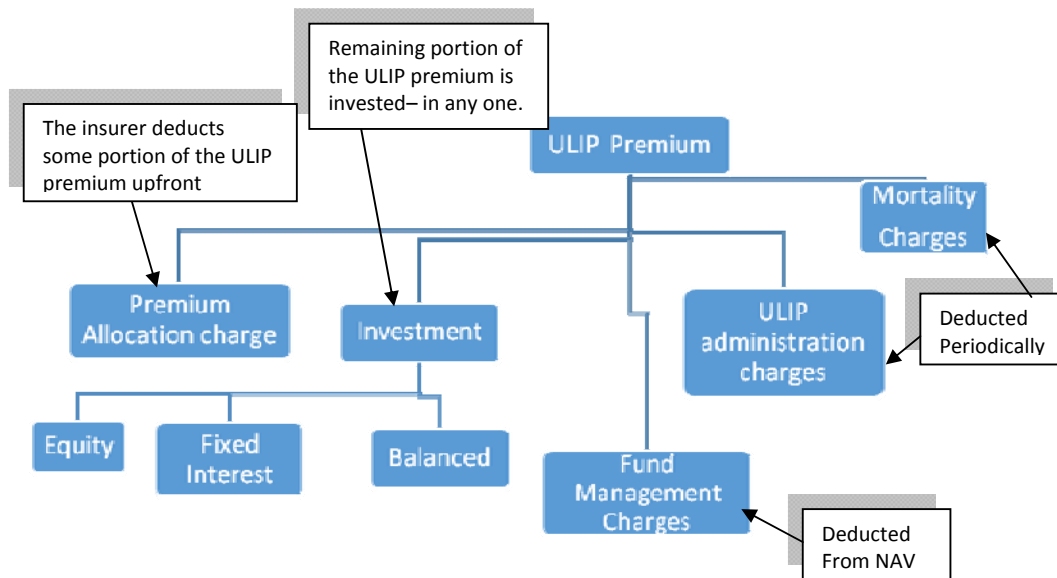 Remaining portion of
the ULIP premium is
invested– in any one.
The insurer deducts
some portion of the ULIP
premium upfront
ULIP Premium
Mortality
Charges
Premium
Allocation charge
Investment
ULIP
administration
charges
Deducted
Periodically
Equity
Fixed
Interest
Balanced
Fund
Management
Charges
Deducted
From NAV